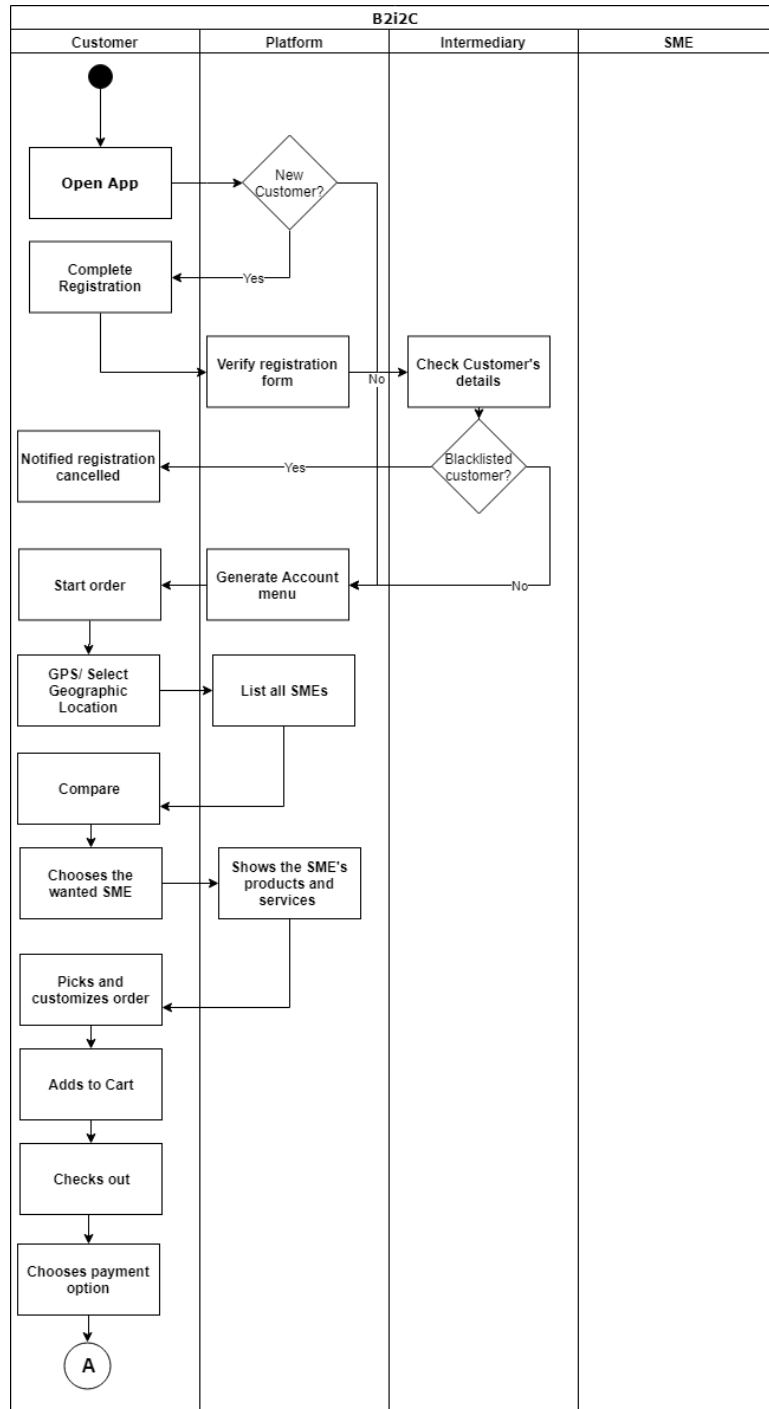 B2i2C
Customer
Platform
Intermediary
SME
Open App
New
Customer?
Complete
Registration
Yes
Verify registration
form
No
Check Customer's
details
Notified registration
cancelled
Yes
Blacklisted
customer?
Start order
Generate Account
menu
No
GPS/ Select
Geographic
Location
List all SMEs
Compare
Chooses the
wanted SME
Shows the SME's
products and
services
Picks and
customizes order
Adds to Cart
Checks out
Chooses payment
option
A